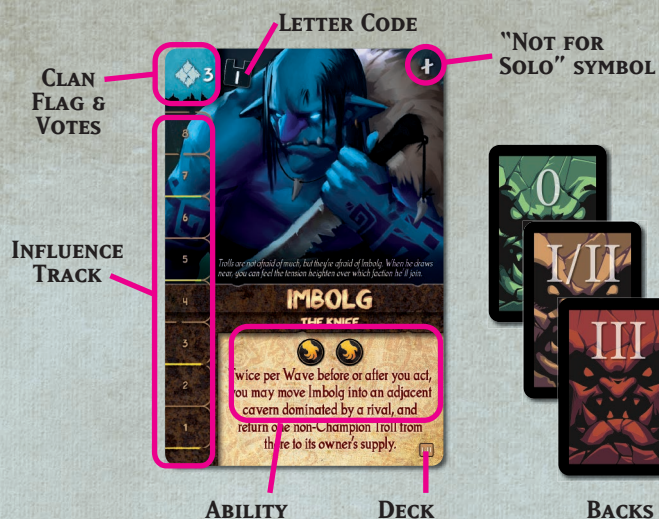 Letter Code
"Not for
Solo" symbol
Clan
Flag &
Votes
3
I
Influence
Track
8
7
6
5
4
3
2
1
Trolls are not afraid of much, but they're afraid of Imbolg. When he draws
near, you can feel the tension heighten over which faction he'll join.
IMBOLG
THE KNIFE
Twice per Wave before or after you act,
you may move Imbolg into an adjacent
cavern dominated by a rival, and
return one non-Champion Troll from
there to its owner's supply.
0
I/II
III
Ability
Deck
Backs